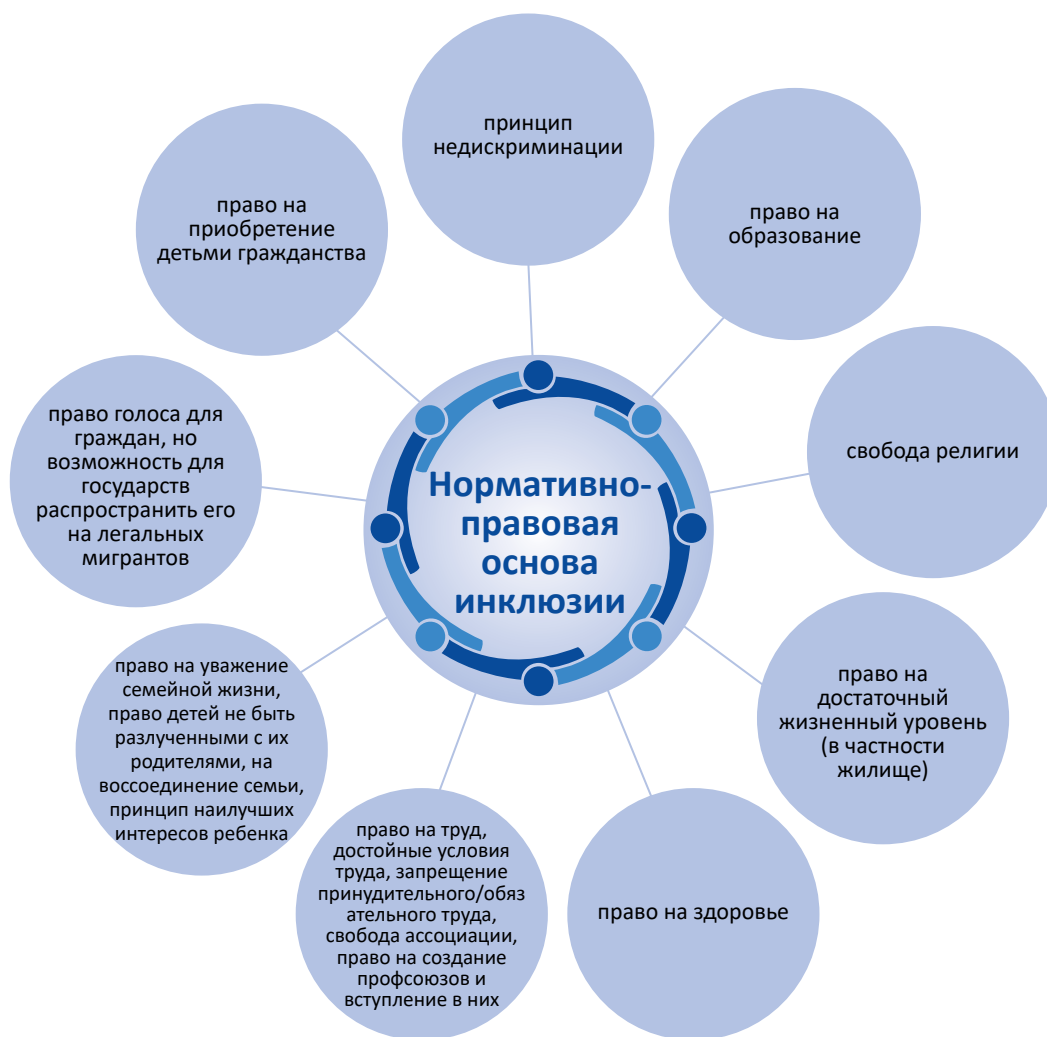 принцип
недискриминации
право на
образование
свобода религии
право на
достаточный
жизненный уровень
(в частности
жилище)
право на здоровье
право на труд,
достойные условия
труда, запрещение
принудительного/обяз
ательного труда,
свобода ассоциации,
право на создание
профсоюзов и
вступление в них
право на уважение
семейной жизни,
право детей не быть
разлученными с их
родителями, на
воссоединение семьи,
принцип наилучших
интересов ребенка
право голоса для
граждан, но
возможность для
государств
распространить его
на легальных
мигрантов
право на
приобретение
детьми гражданства
Нормативно-
правовая
основа
инклюзии